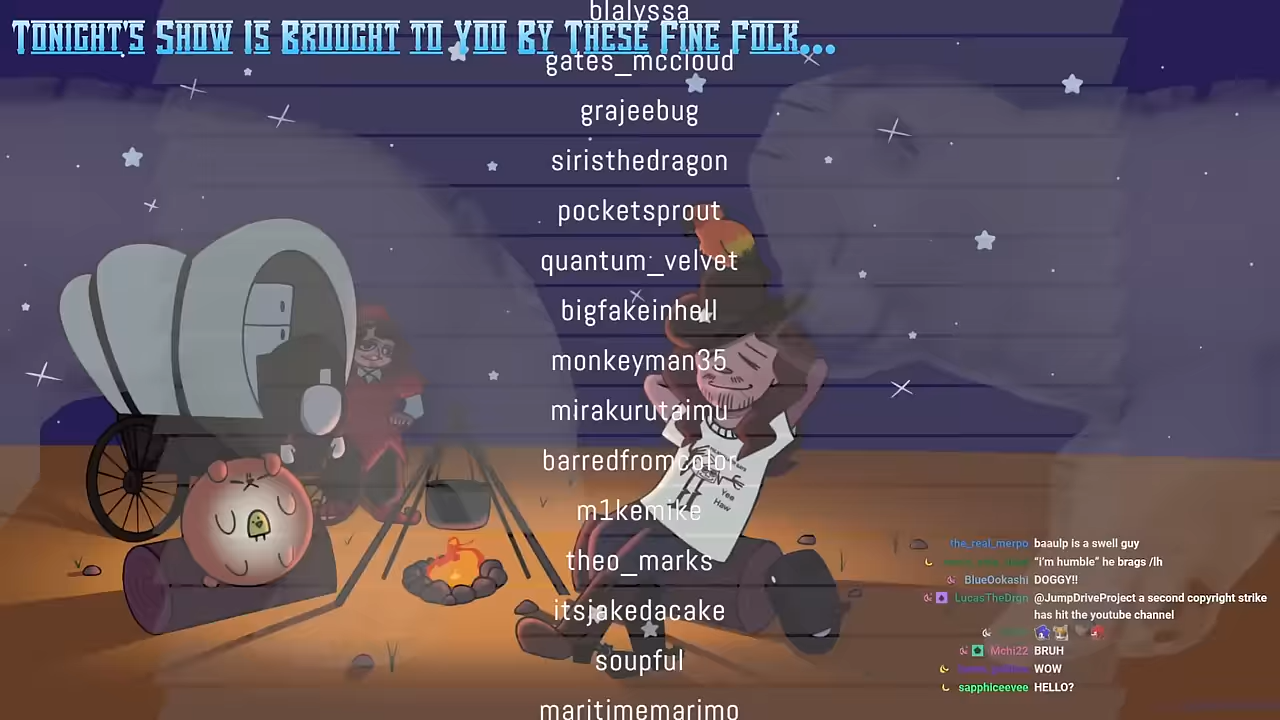 blalyssa
Tonight's Show Is Brought to You By These Fine Folk...
gates_mccloud
grajeebug
siristhedragon
pocketsprout
quantum_velvet
bigfakeinhell
monkeyman35
mirakurutaimu
barredfromcolor
m1kemike
theo_marks
itsjakedacake
soupful
maritimemarimo
Yee
Haw
the_real_merpo baaulp is a swell guy
"I'm humble" he brags /lh
BlueOokashi DOGGY!!
LucasTheDrgn @JumpDriveProject a second copyright strike
has hit the youtube channel
Mchi22 BRUH
WOW
sapphiceevee HELLO?